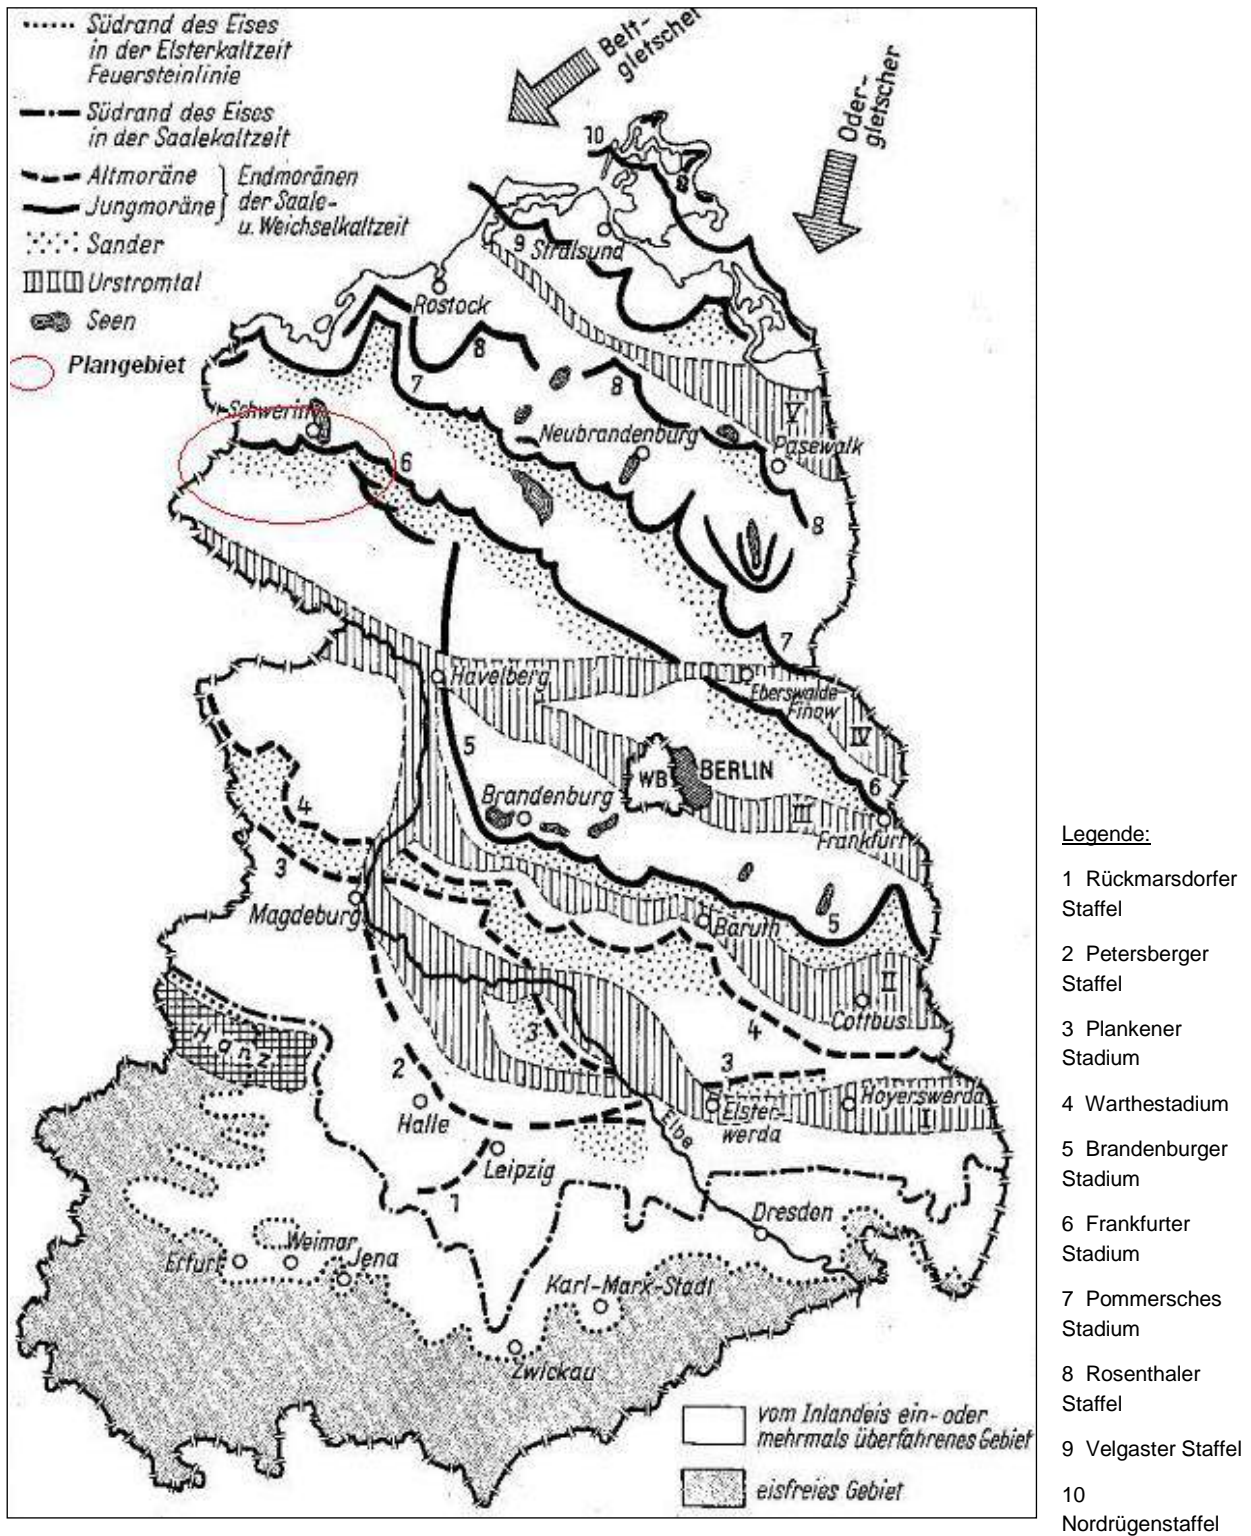 Südrand des Eises
in der Elsterkaltzeit
Feuersteinlinie
Südrand des Eises
in der Saalekaltzeit
Altmoräne
Jungmoräne
Endmoränen
der Saale-
u. Weichselkaltzeit
Sander
Urstromtal
Seen
Plangebiet
Belt-
gletscher
Oder-
gletscher
10
8
9
Stralsund
Rostock
8
7
8
V
Schwerin
Neubrandenburg
Pasewalk
6
8
7
Havelberg
Eberswalde-
Finow
IV
5
WB
BERLIN
6
Brandenburg
III
Frankfurt
4
3
Magdeburg
Baruth
5
II
Cottbus
Harz
3
4
2
3
Halle
Elster-
werda
Hoyerswerda
I
Elbe
Leipzig
1
Dresden
Erfurt
Weimar
Jena
Karl-Marx-Stadt
Zwickau
vom Inlandeis ein- oder
mehrmals überfahrenes Gebiet
eisfreies Gebiet
Legende:
1 Rückmarsdorfer
Staffel
2 Petersberger
Staffel
3 Plankener
Stadium
4 Warthestadium
5 Brandenburger
Stadium
6 Frankfurter
Stadium
7 Pommersches
Stadium
8 Rosenthaler
Staffel
9 Velgaster Staffel
10
Nordrügenstaffel